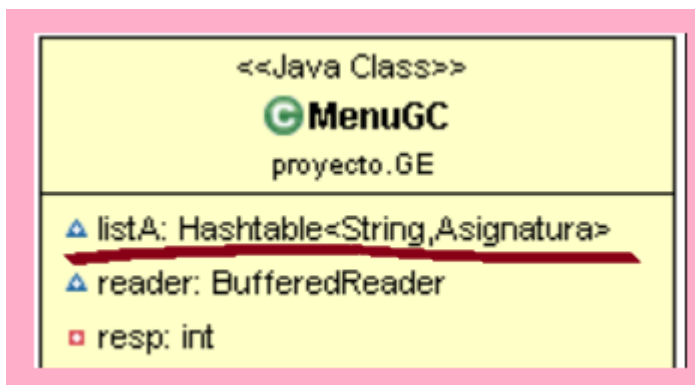 <<Java Class>>
MenuGC
proyecto.GE
listA: Hashtable<String,Asignatura>
reader: BufferedReader
resp: int